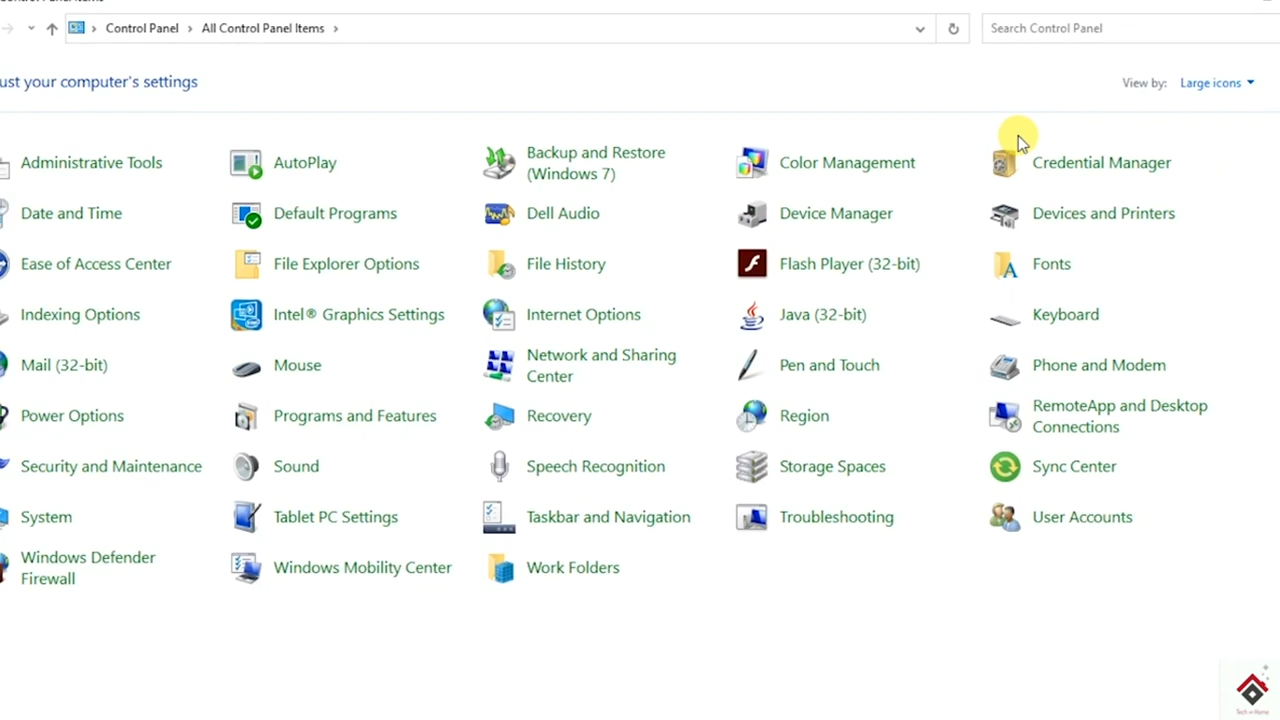 Control Panel Items
Control Panel > All Control Panel Items >
Search Control Panel
ust your computer's settings
View by: Large icons
Administrative Tools
AutoPlay
Backup and Restore
(Windows 7)
Color Management
Credential Manager
Date and Time
Default Programs
Dell Audio
Device Manager
Devices and Printers
Ease of Access Center
File Explorer Options
File History
Flash Player (32-bit)
Fonts
Indexing Options
Intel® Graphics Settings
Internet Options
Java (32-bit)
Keyboard
Mail (32-bit)
Mouse
Network and Sharing
Center
Pen and Touch
Phone and Modem
Power Options
Programs and Features
Recovery
Region
RemoteApp and Desktop
Connections
Security and Maintenance
Sound
Speech Recognition
Storage Spaces
Sync Center
System
Tablet PC Settings
Taskbar and Navigation
Troubleshooting
User Accounts
Windows Defender
Firewall
Windows Mobility Center
Work Folders
Tech at Home